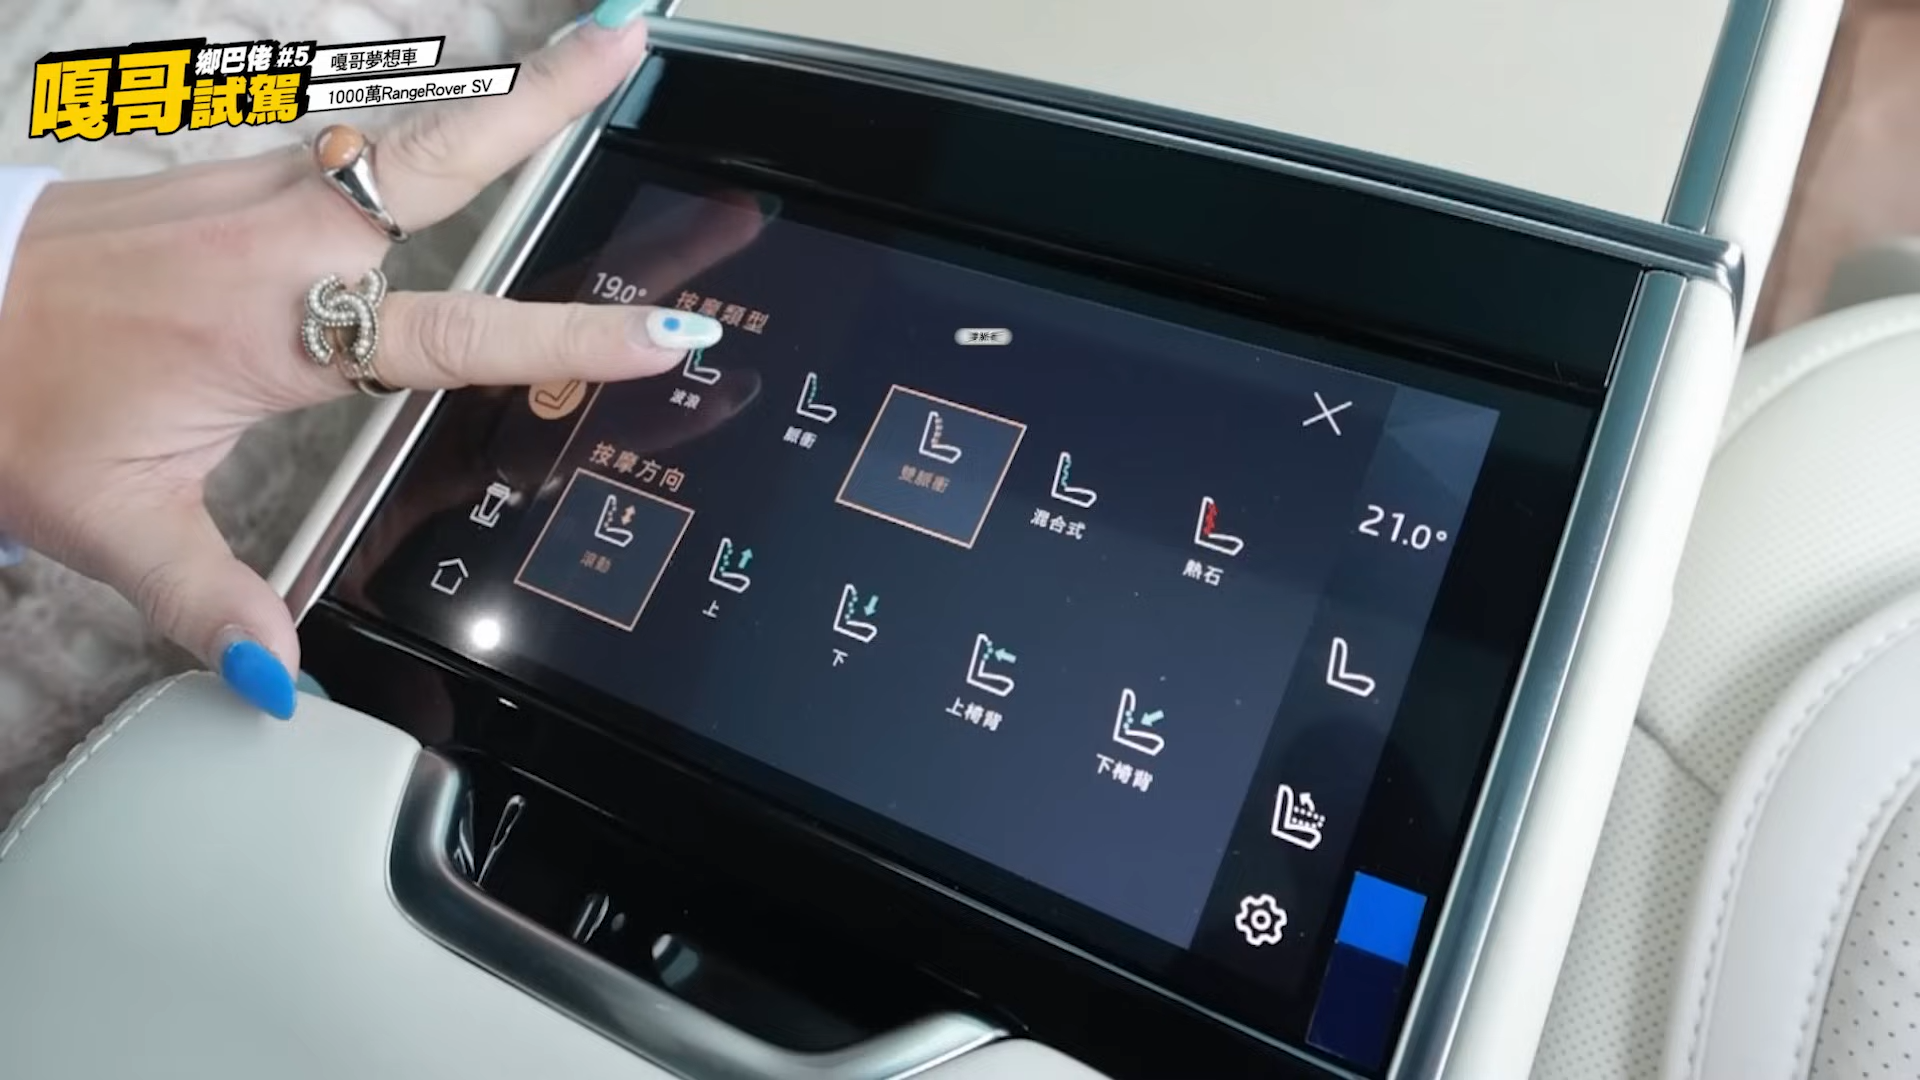 嘎哥
鄉巴佬 #5
試駕
嘎哥夢想車
1000萬RangeRover SV
19.0°
按摩類型
波浪
脈衝
雙脈衝
混合式
熱石
21.0°
按摩方向
滾動
上
下
上椅背
下椅背